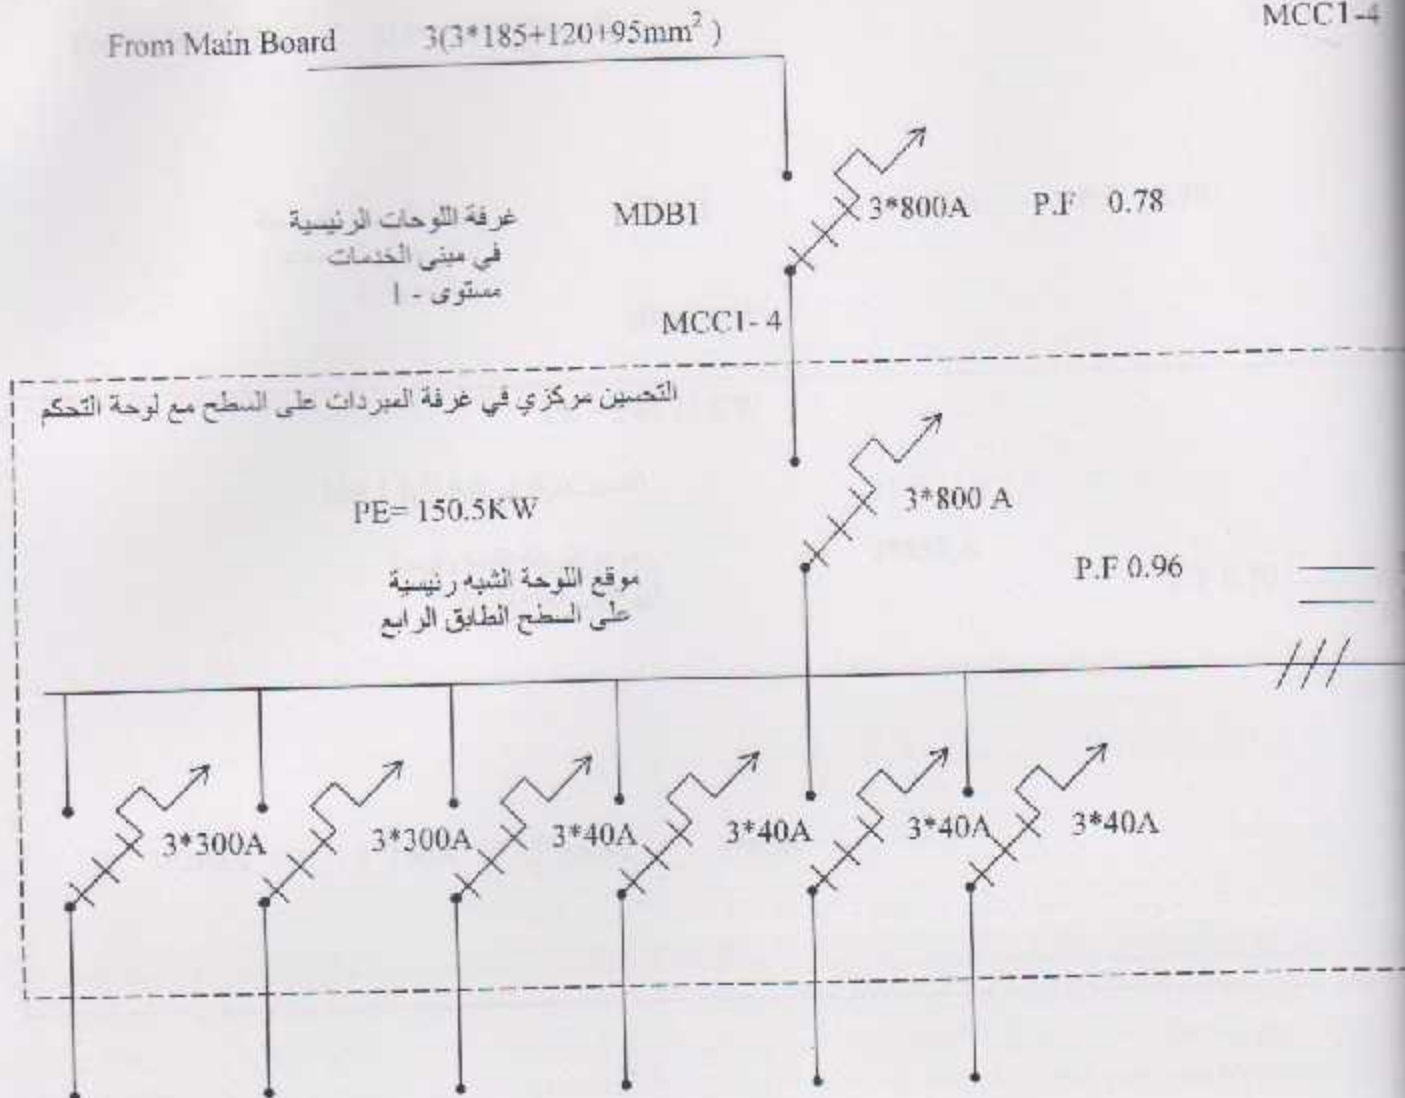 MCC1-4
From Main Board 3(3*185+120+95mm²)
3*800A P.F 0.78
غرفة اللوحات الرئيسية MDB1
في مبنى الخدمات
مستوى - 1
MCC1-4
التحسين مركزي في غرفة المبردات على السطح مع لوحة التحكم
3*800 A
PE= 150.5KW
P.F 0.96
موقع اللوحة الشبه رئيسية
على السطح الطابق الرابع
3*300A 3*300A 3*40A 3*40A 3*40A 3*40A